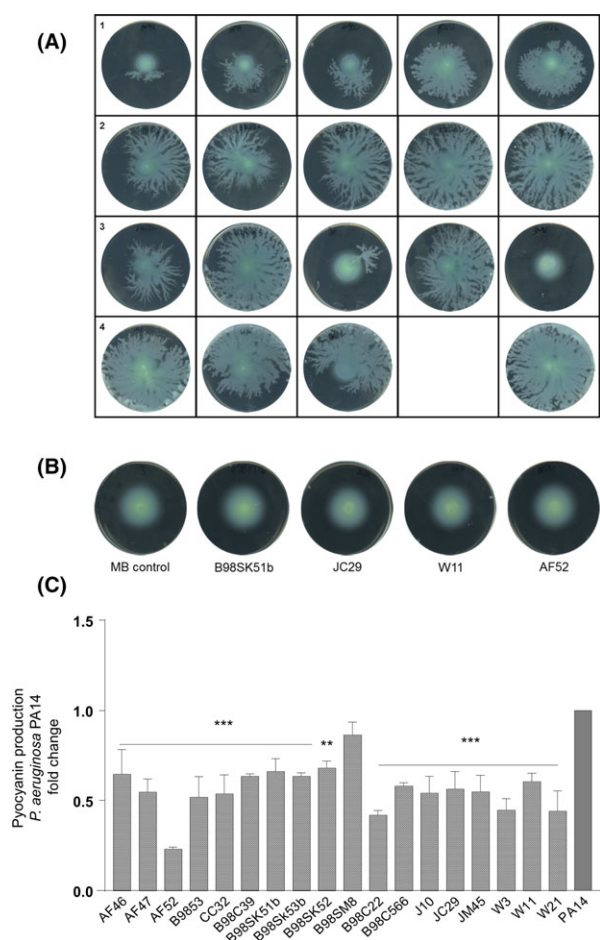 (A)
1
2
3
4
(B)
MB control B98SK51b JC29 W11 AF52
(C)
Pyocyanin production
P. aeruginosa PA14
fold change
1.5
1.0
0.5
0.0
*** ** ***
AF46 AF47 AF52 B9853 CC32 B98C39 B98SK51b B98Sk53b B98SK52 B98SM8 B98C22 B98C566 J10 JC29 JM45 W3 W11 W21 PA14